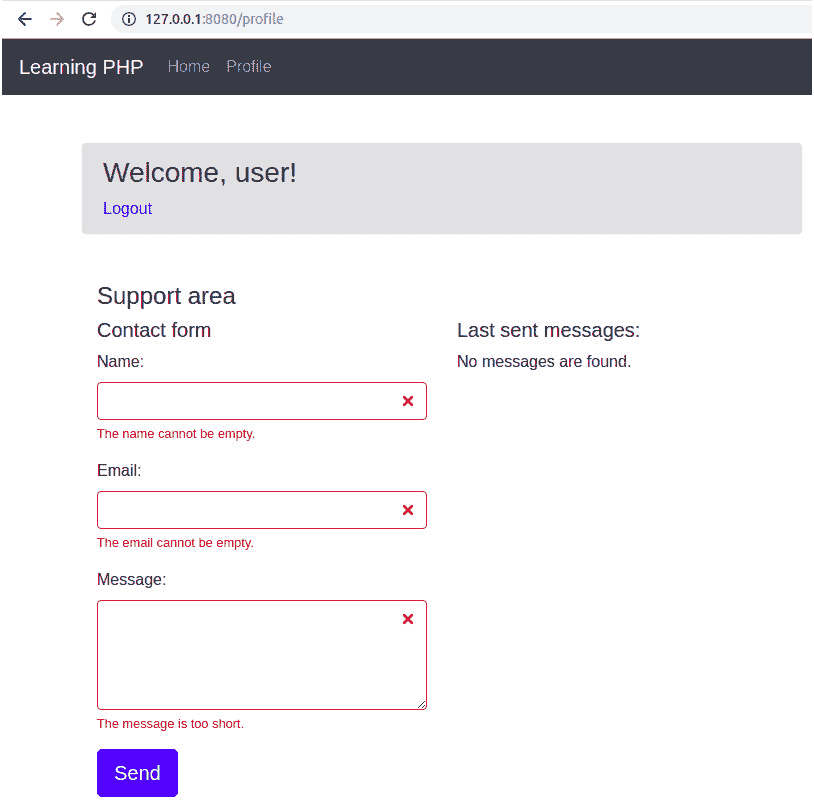 127.0.0.1:8080/profile
Learning PHP Home Profile
Welcome, user!
Logout
Support area
Contact form
Name:
The name cannot be empty.
Email:
The email cannot be empty.
Message:
The message is too short.
Send
Last sent messages:
No messages are found.